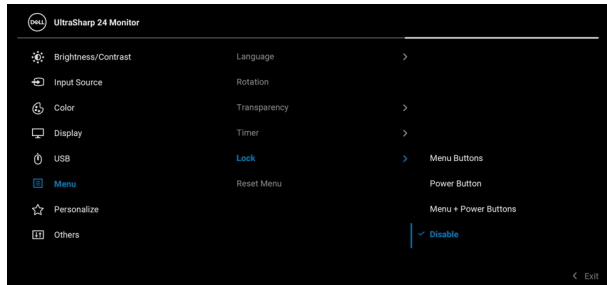 DELL UltraSharp 24 Monitor
Brightness/Contrast Language
Input Source Rotation
Color Transparency
Display Timer
USB Lock Menu Buttons
Menu Reset Menu Power Button
Personalize Menu + Power Buttons
Others Disable
Exit